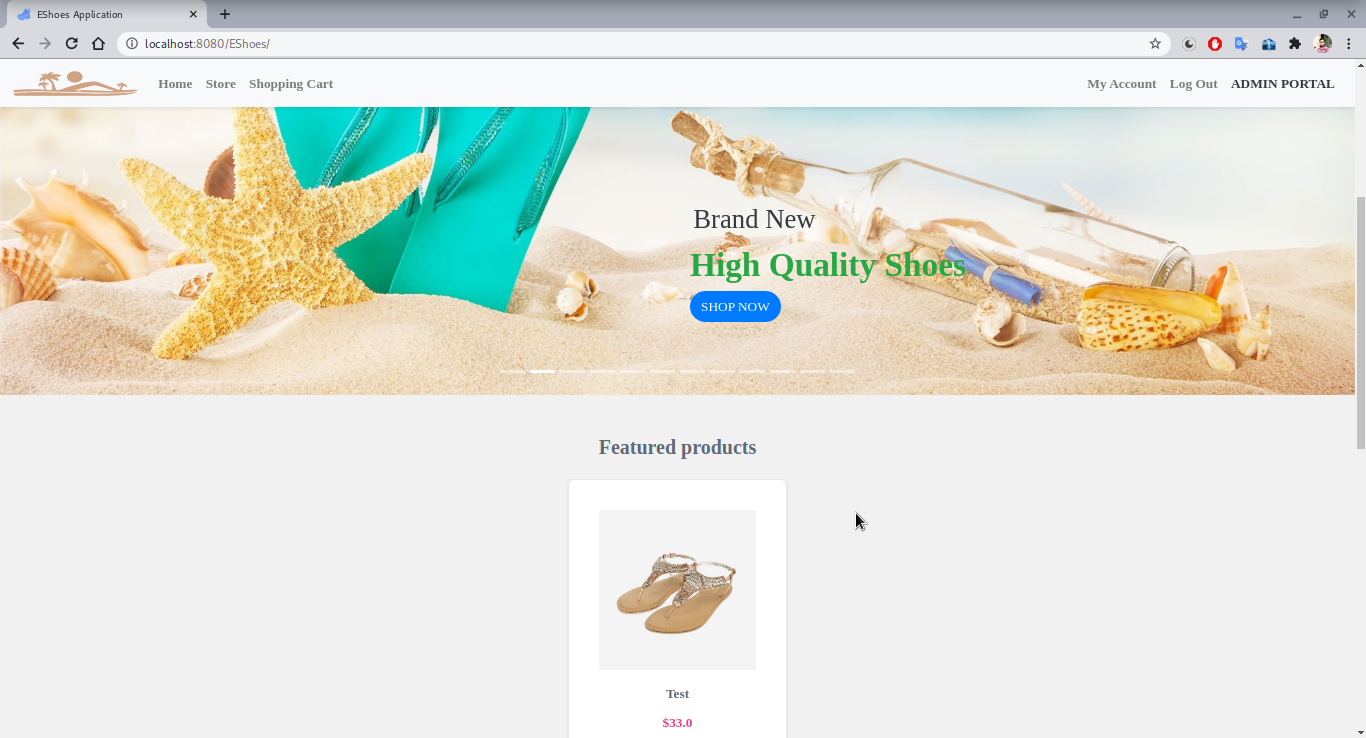 EShoes Application
localhost:8080/EShoes/
Home Store Shopping Cart My Account Log Out ADMIN PORTAL
Brand New
High Quality Shoes
SHOP NOW
Featured products
Test
$33.0